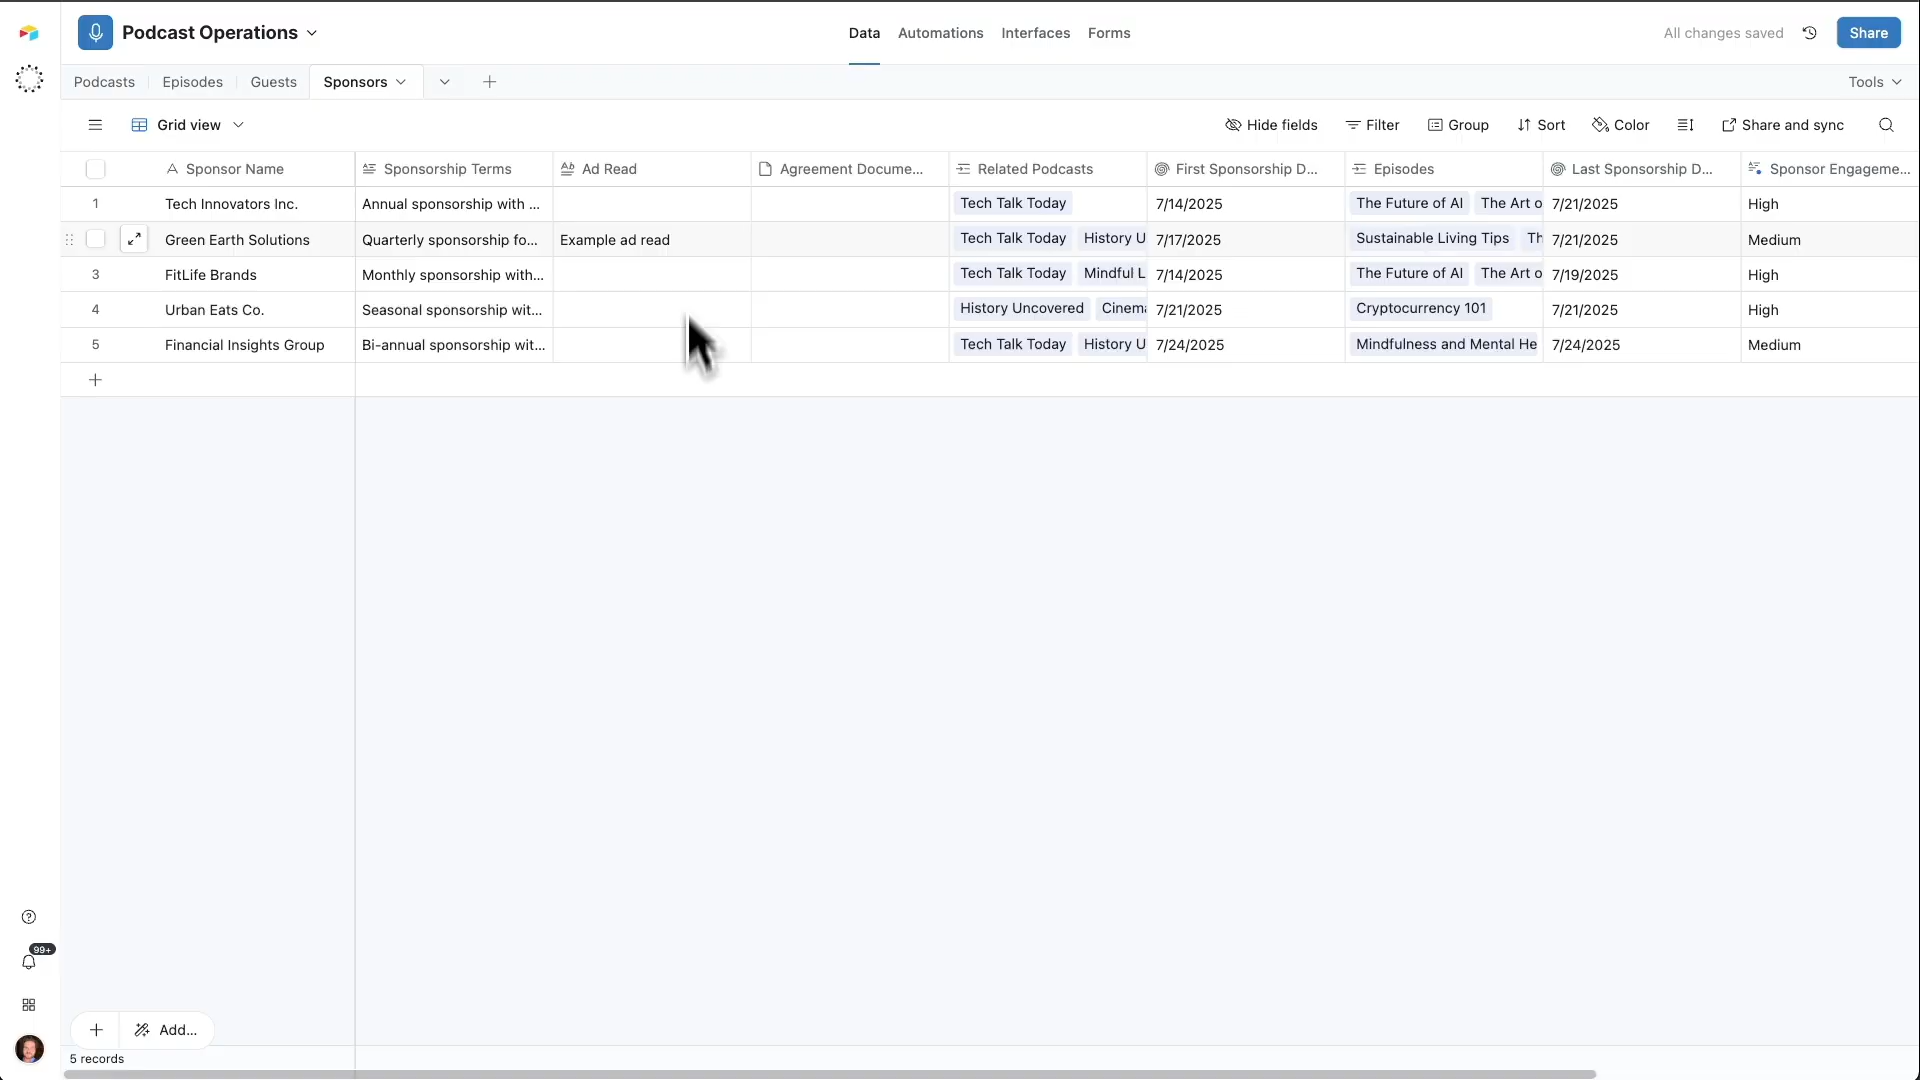 Podcast Operations
Data Automations Interfaces Forms
All changes saved
Share
Podcasts Episodes Guests Sponsors
Tools
Grid view
Hide fields Filter Group Sort Color Share and sync
Sponsor Name Sponsorship Terms Ad Read Agreement Docume... Related Podcasts First Sponsorship D... Episodes Last Sponsorship D... Sponsor Engageme...
1 Tech Innovators Inc. Annual sponsorship with ... Tech Talk Today 7/14/2025 The Future of AI The Art o 7/21/2025 High
Green Earth Solutions Quarterly sponsorship fo... Example ad read Tech Talk Today History U 7/17/2025 Sustainable Living Tips Th 7/21/2025 Medium
3 FitLife Brands Monthly sponsorship with... Tech Talk Today Mindful L 7/14/2025 The Future of AI The Art o 7/19/2025 High
4 Urban Eats Co. Seasonal sponsorship wit... History Uncovered Cinema 7/21/2025 Cryptocurrency 101 7/21/2025 High
5 Financial Insights Group Bi-annual sponsorship wit... Tech Talk Today History U 7/24/2025 Mindfulness and Mental He 7/24/2025 Medium
99+
Add...
5 records